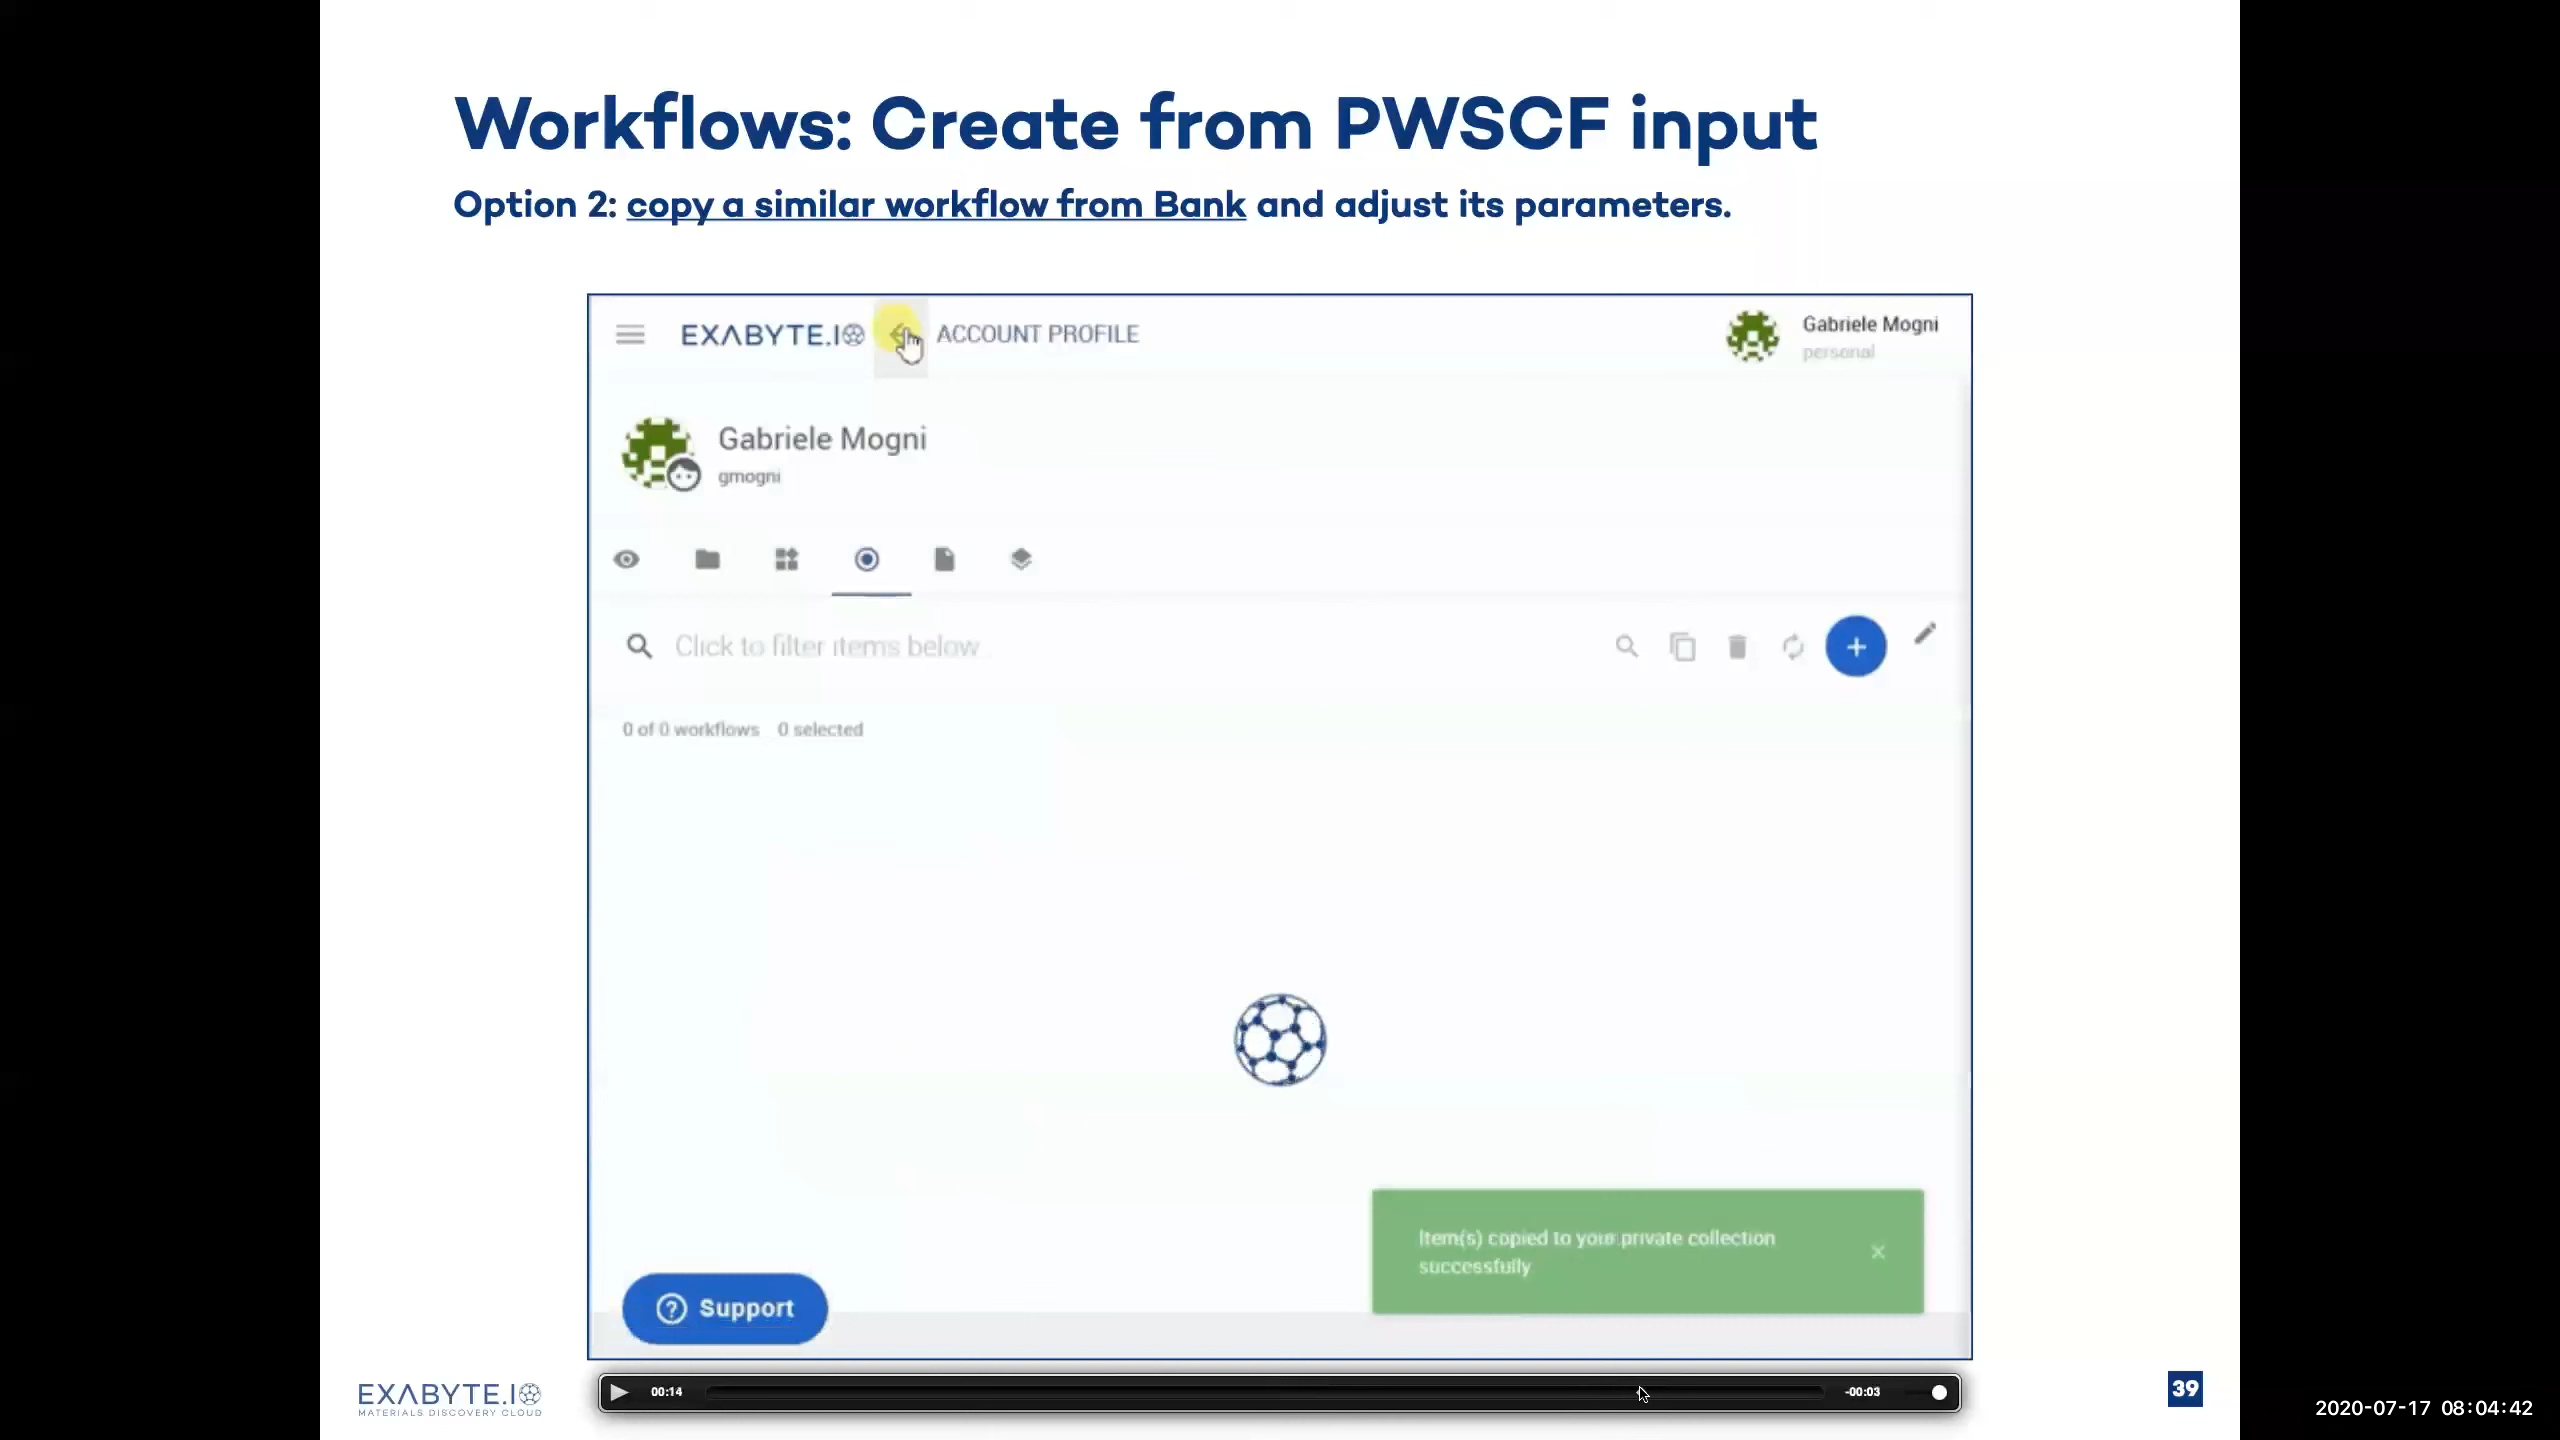 Workflows: Create from PWSCF input
Option 2: copy a similar workflow from Bank and adjust its parameters.
EXABYTE.IO
ACCOUNT PROFILE
Gabriele Mogni
personal
Gabriele Mogni
gmogni
Click to filter items below
0 of 0 workflows 0 selected
Item(s) copied to your private collection
successfully
Support
EXABYTE.IO
MATERIALS DISCOVERY CLOUD
00:14
-00:03
39
2020-07-17 08:04:42